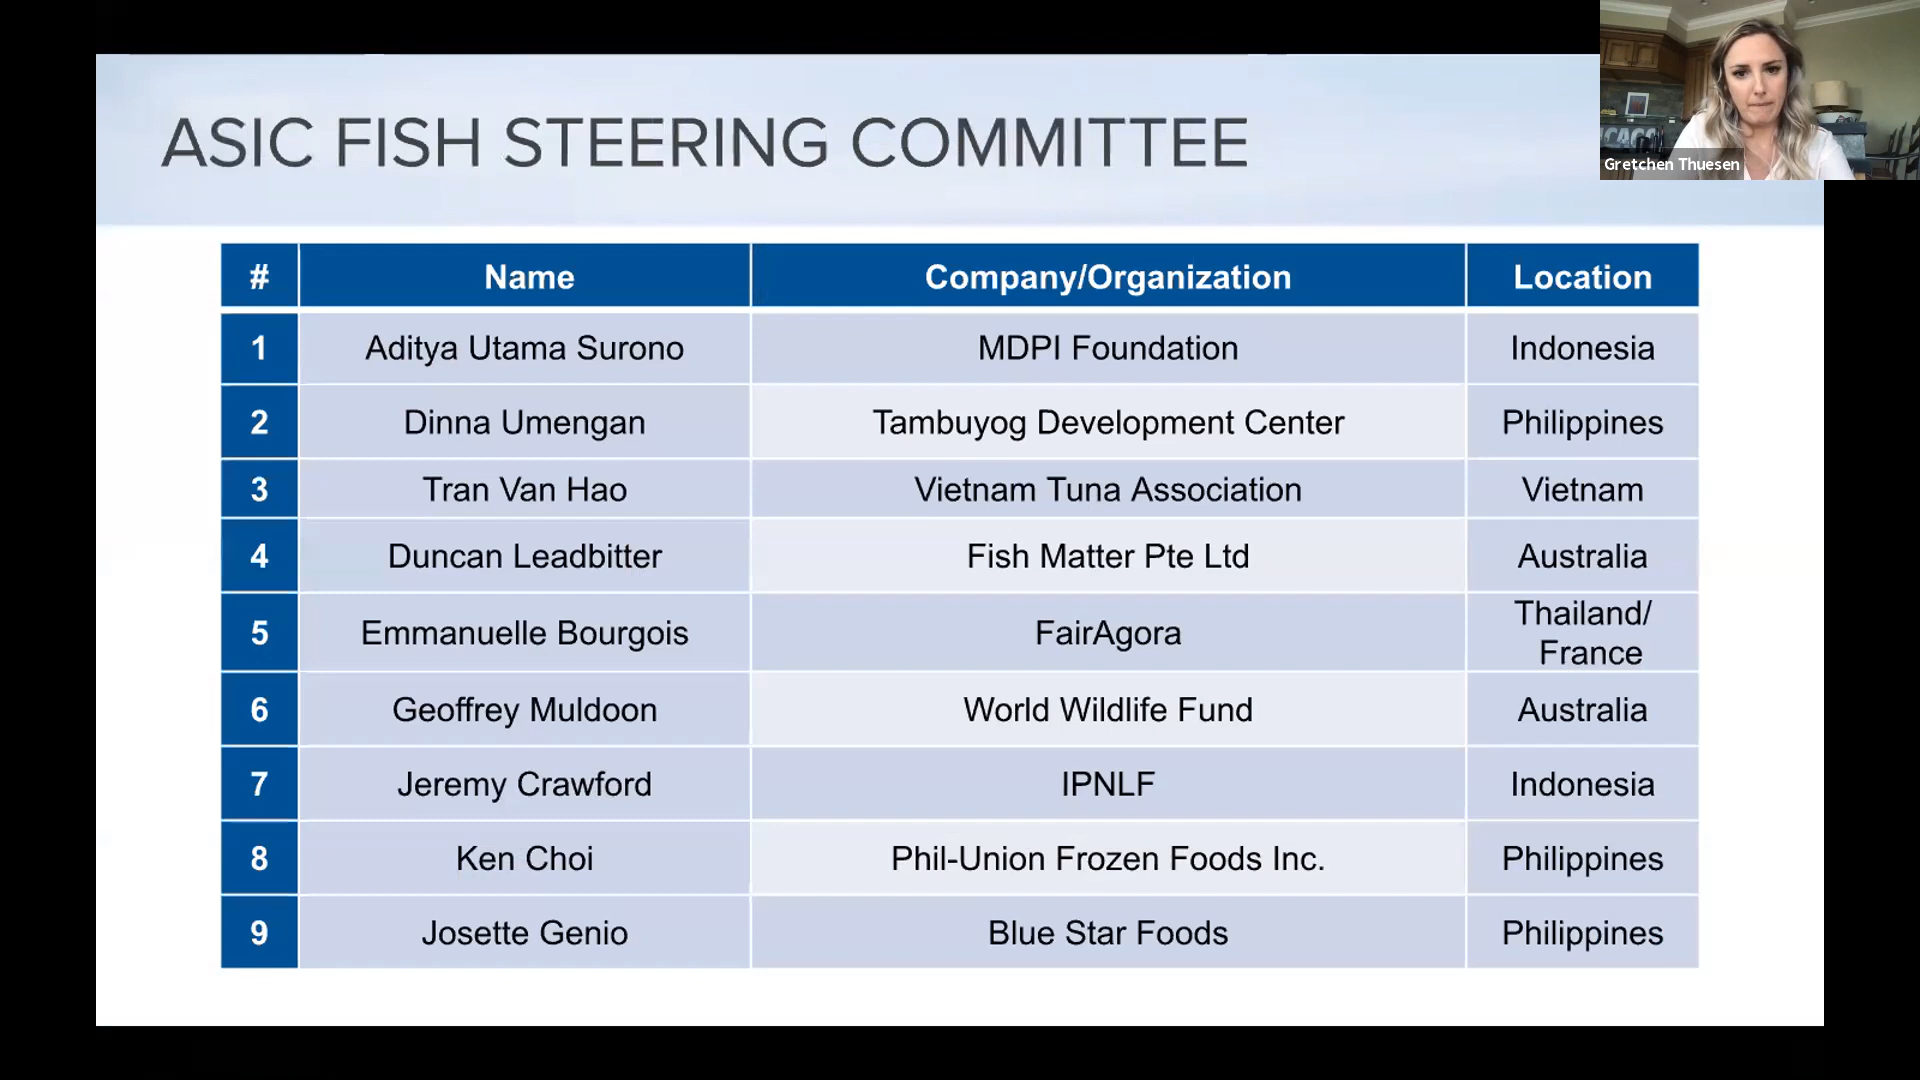 ASIC FISH STEERING COMMITTEE
Gretchen Thuesen
# Name Company/Organization Location
1 Aditya Utama Surono MDPI Foundation Indonesia
2 Dinna Umengan Tambuyog Development Center Philippines
3 Tran Van Hao Vietnam Tuna Association Vietnam
4 Duncan Leadbitter Fish Matter Pte Ltd Australia
5 Emmanuelle Bourgois FairAgora Thailand/
France
6 Geoffrey Muldoon World Wildlife Fund Australia
7 Jeremy Crawford IPNLF Indonesia
8 Ken Choi Phil-Union Frozen Foods Inc. Philippines
9 Josette Genio Blue Star Foods Philippines